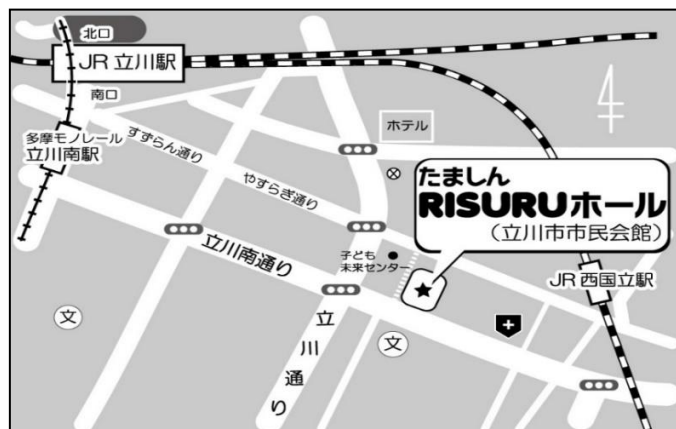 北口
JR 立川駅
南口
多摩モノレール
立川南駅
すずらん通り
やすらぎ通り
ホテル
たましん
RISURUホール
(立川市市民会館)
子ども
未来センター
立川南通り
立川通り
JR 西国立駅
文
文